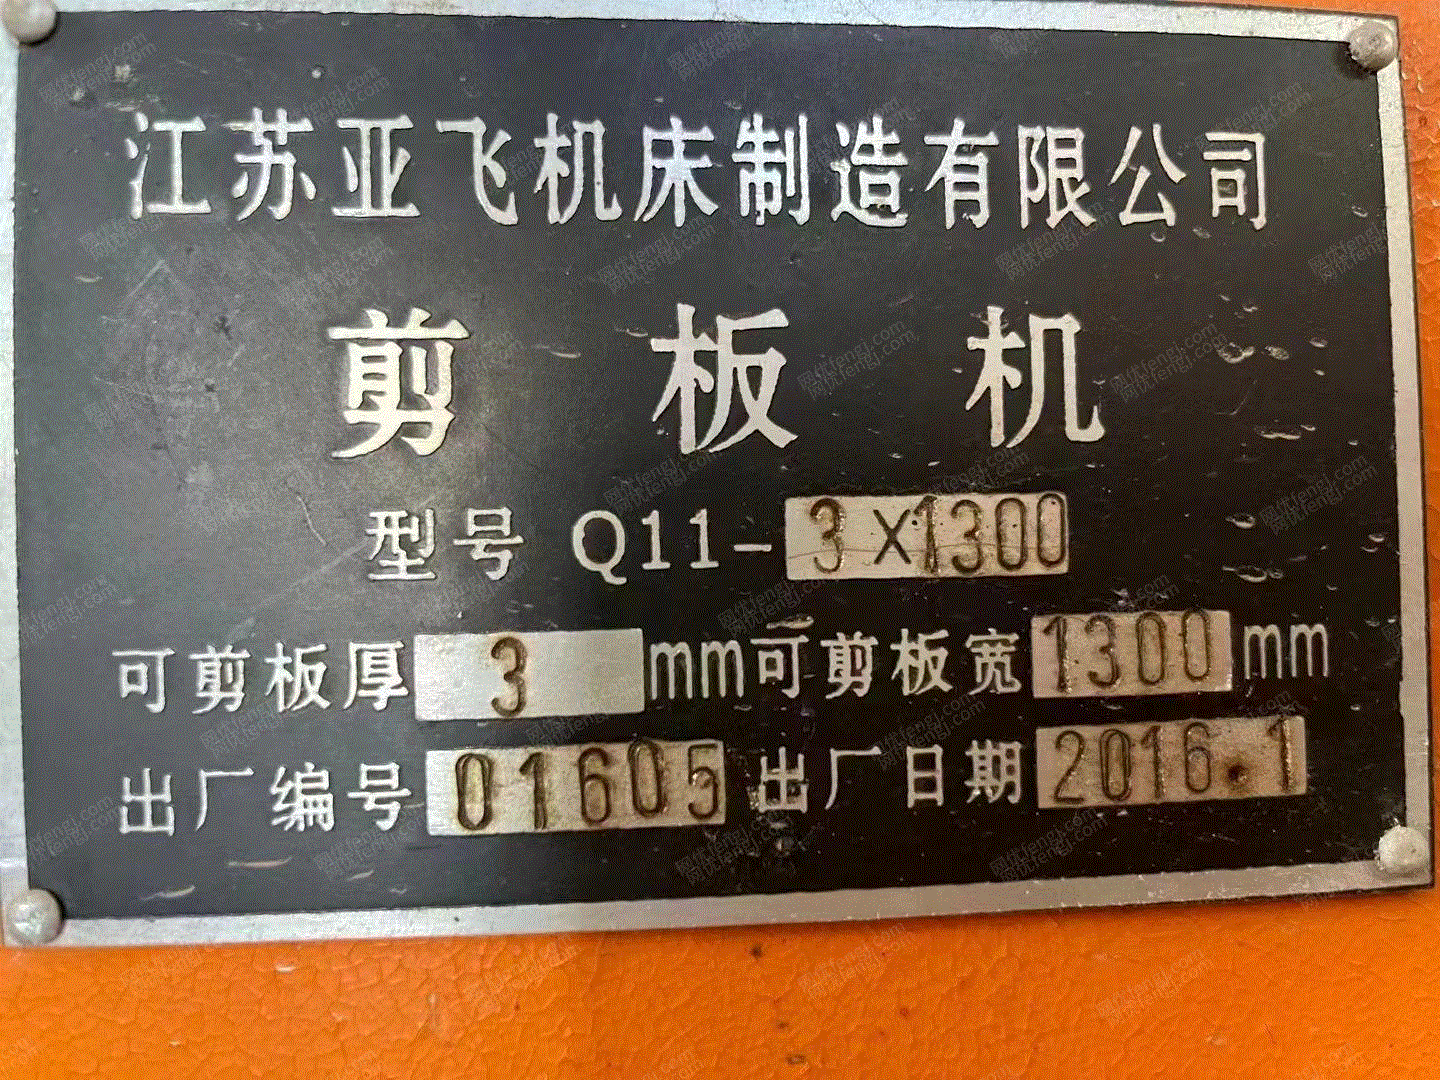 江苏亚飞机床制造有限公司
剪板机
型号 Q11-3×1300
可剪板厚 3 mm 可剪板宽 1300 mm
出厂编号 01605 出厂日期 2016.1